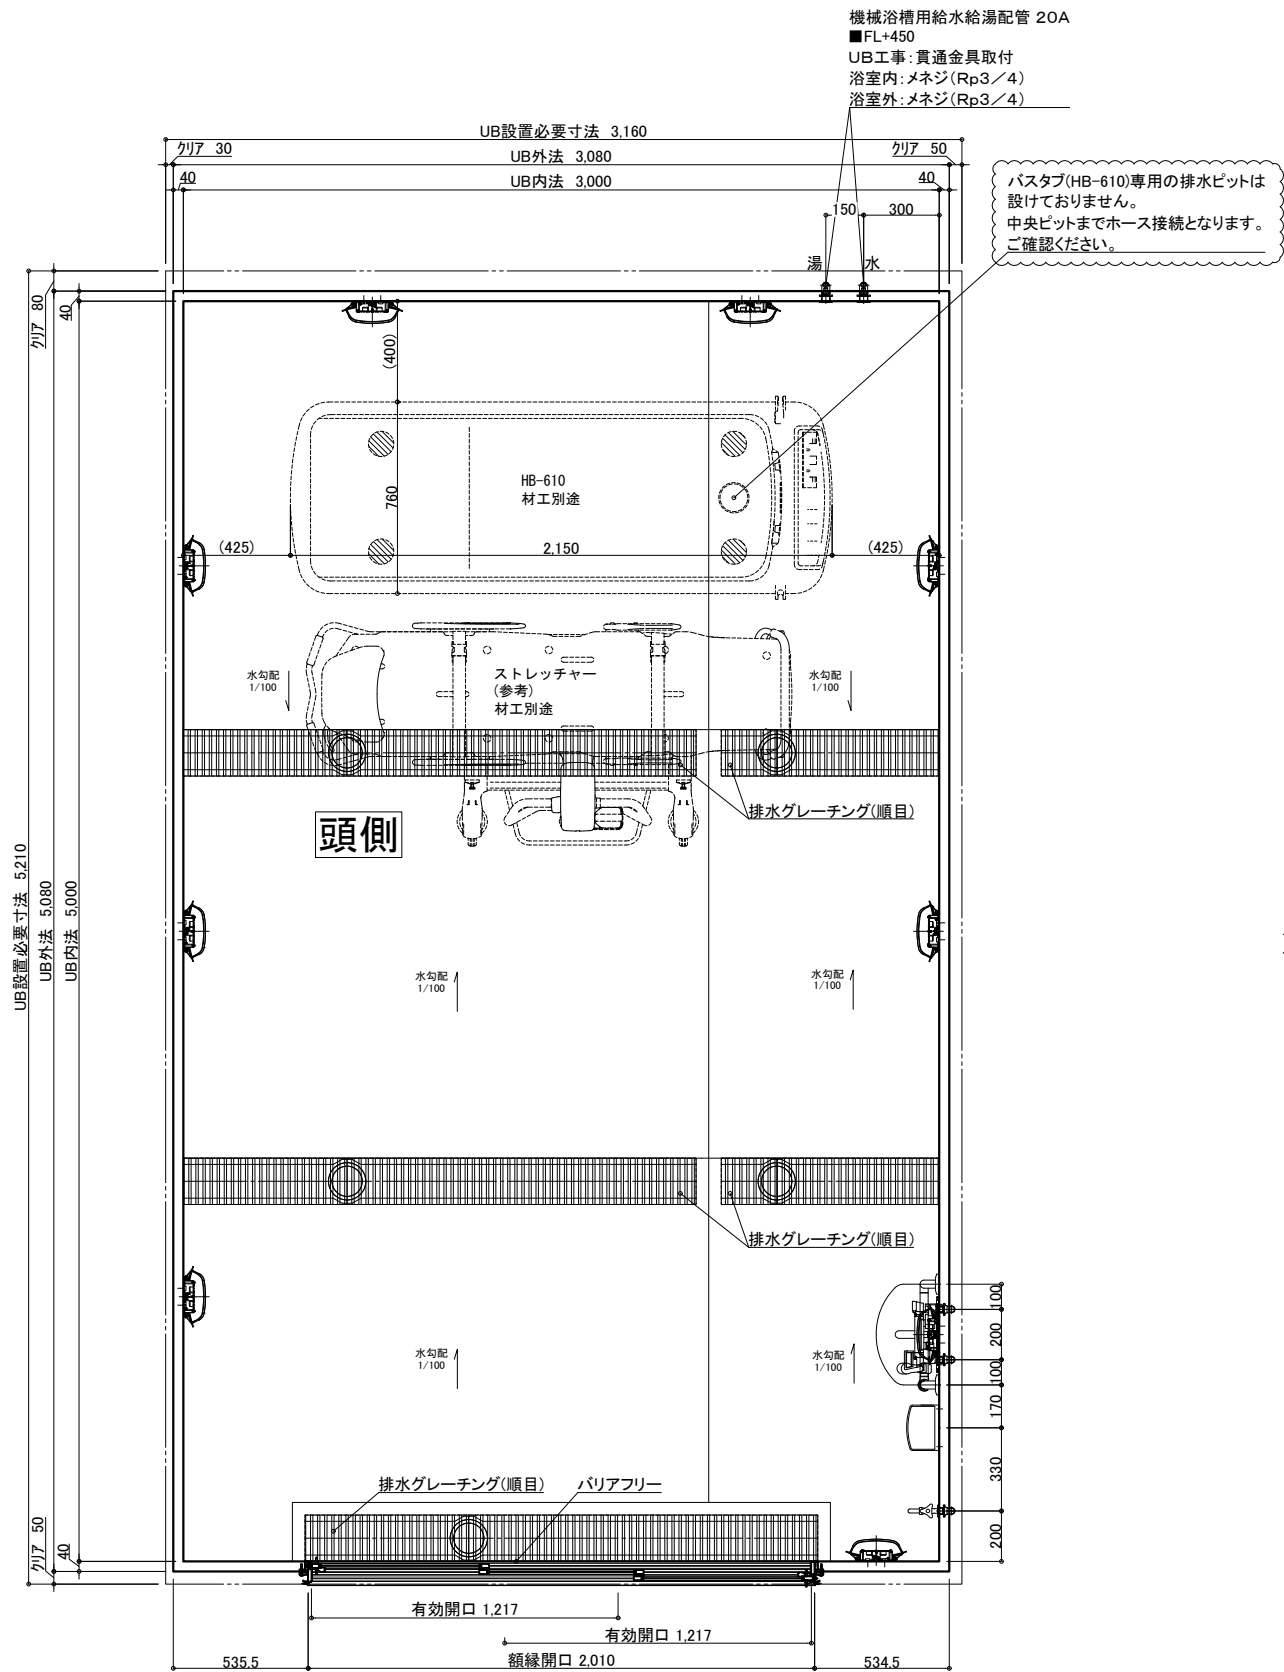 機械浴槽用給水給湯配管 20A
■FL+450
UB工事:貫通金具取付
浴室内:メネジ(Rp3/4)
浴室外:メネジ(Rp3/4)
UB設置必要寸法 3,160
クリア 30
UB外法 3,080
クリア 50
40
UB内法 3,000
40
バスタブ(HB-610)専用の排水ピットは
設けておりません。
中央ピットまでホース接続となります。
ご確認ください。
150
300
湯
水
クリア 80
40
(400)
760
HB-610
材工別途
(425)
2,150
(425)
水勾配
1/100
ストレッチャー
(参考)
材工別途
水勾配
1/100
排水グレーチング(順目)
頭側
UB設置必要寸法 5,210
UB外法 5,080
UB内法 5,000
水勾配
1/100
水勾配
1/100
排水グレーチング(順目)
100
200
100
170
330
200
水勾配
1/100
水勾配
1/100
排水グレーチング(順目)
バリアフリー
クリア 50
40
有効開口 1,217
有効開口 1,217
535.5
額縁開口 2,010
534.5